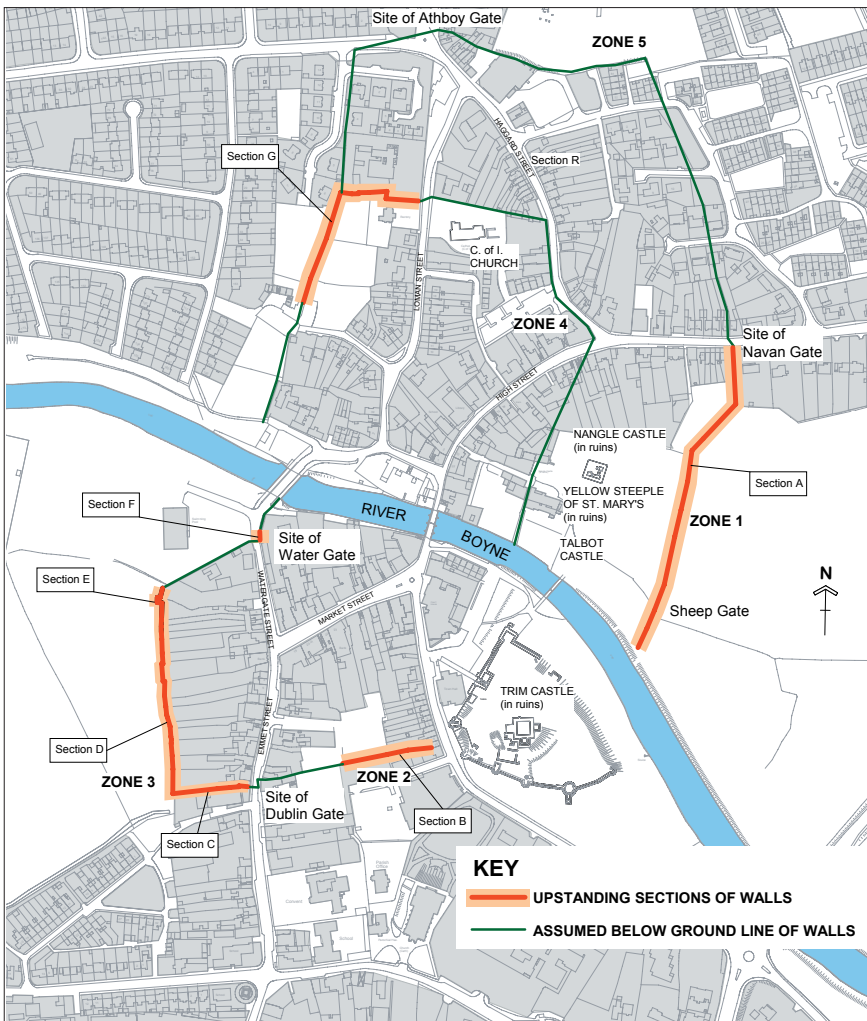 Site of Athboy Gate
ZONE 5
HAGGARD STREET
Section G
Section R
C. of I.
CHURCH
LOMAN STREET
ZONE 4
Site of
Navan Gate
HIGH STREET
NANGLE CASTLE
(in ruins)
Section A
YELLOW STEEPLE
OF ST. MARY'S
(in ruins)
ZONE 1
Section F
RIVER
BOYNE
TALBOT
CASTLE
Site of
Water Gate
Section E
N
WATERGATE STREET
MARKET STREET
Sheep Gate
TRIM CASTLE
(in ruins)
Section D
EMMET STREET
ZONE 3
ZONE 2
Site of
Dublin Gate
Section B
Section C
Parish
Office
Convent
School
KEY
UPSTANDING SECTIONS OF WALLS
ASSUMED BELOW GROUND LINE OF WALLS